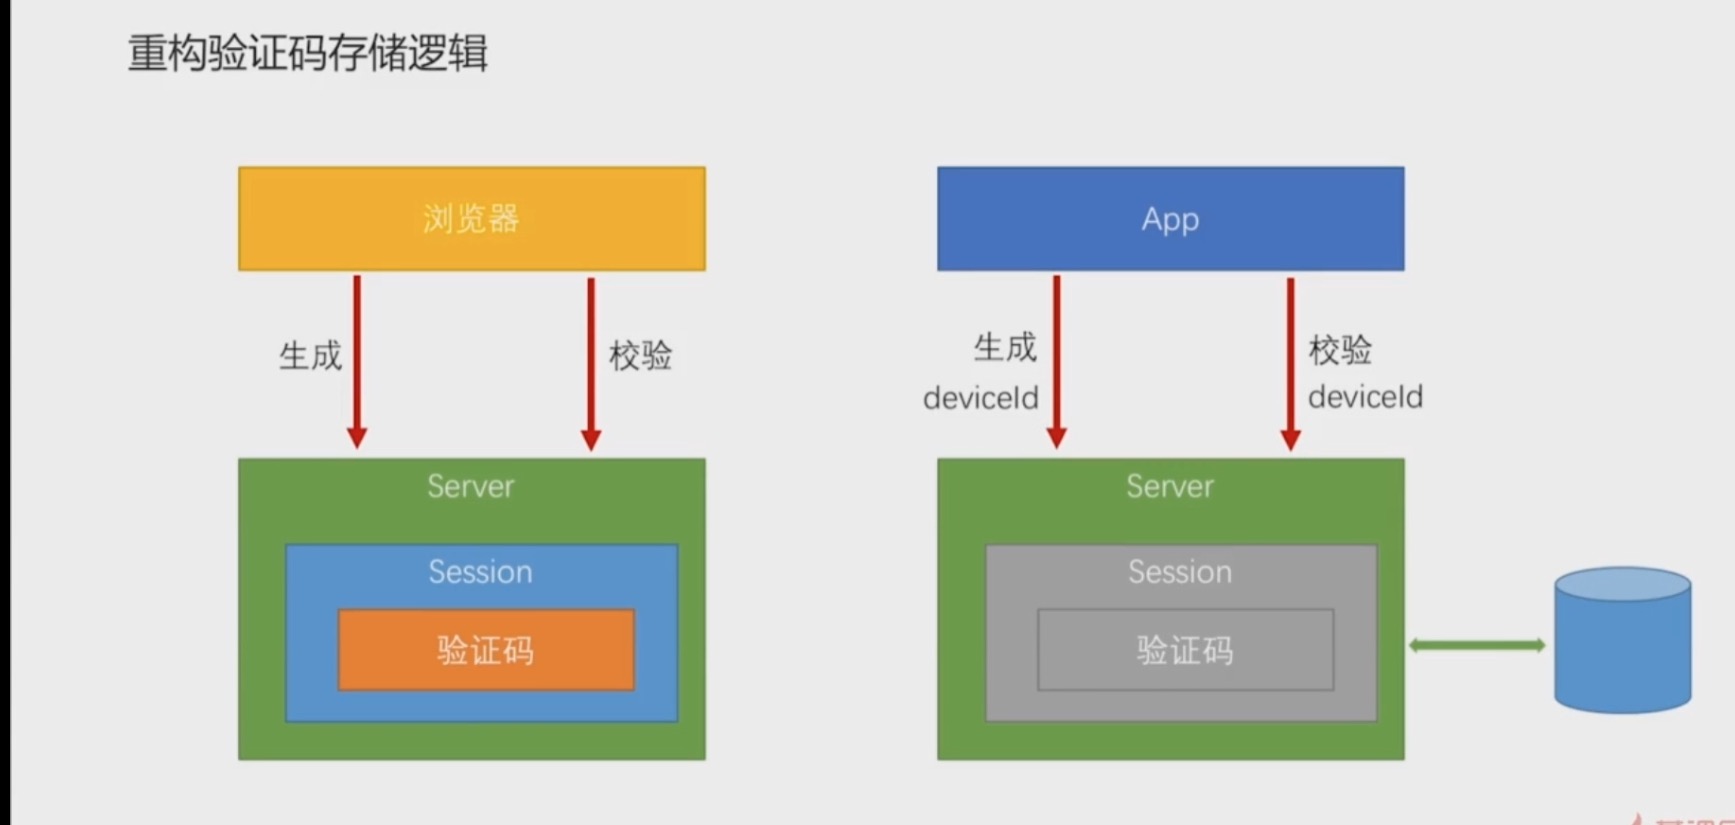 重构验证码存储逻辑
浏览器
App
生成
校验
生成
deviceId
校验
deviceId
Server
Session
验证码
Server
Session
验证码